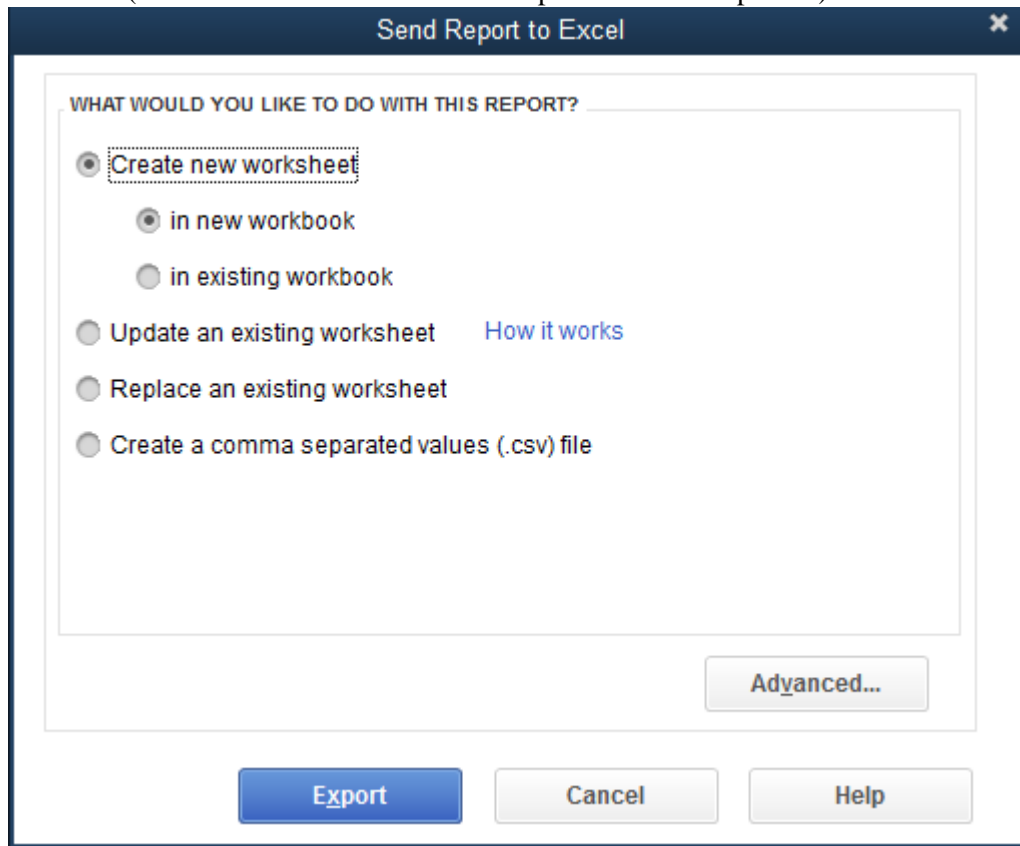 Send Report to Excel
WHAT WOULD YOU LIKE TO DO WITH THIS REPORT?
Create new worksheet
in new workbook
in existing workbook
Update an existing worksheet How it works
Replace an existing worksheet
Create a comma separated values (.csv) file
Advanced...
Export Cancel Help